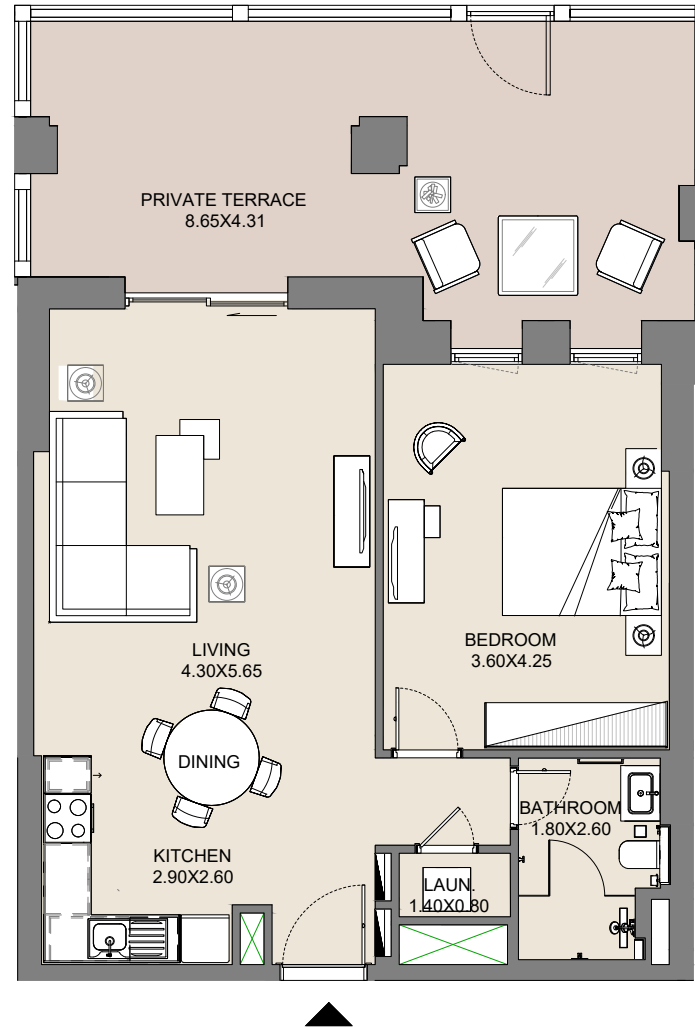 PRIVATE TERRACE
8.65X4.31
LIVING
4.30X5.65
BEDROOM
3.60X4.25
DINING
BATHROOM
1.80X2.60
KITCHEN
2.90X2.60
LAUN.
1.40X0.80